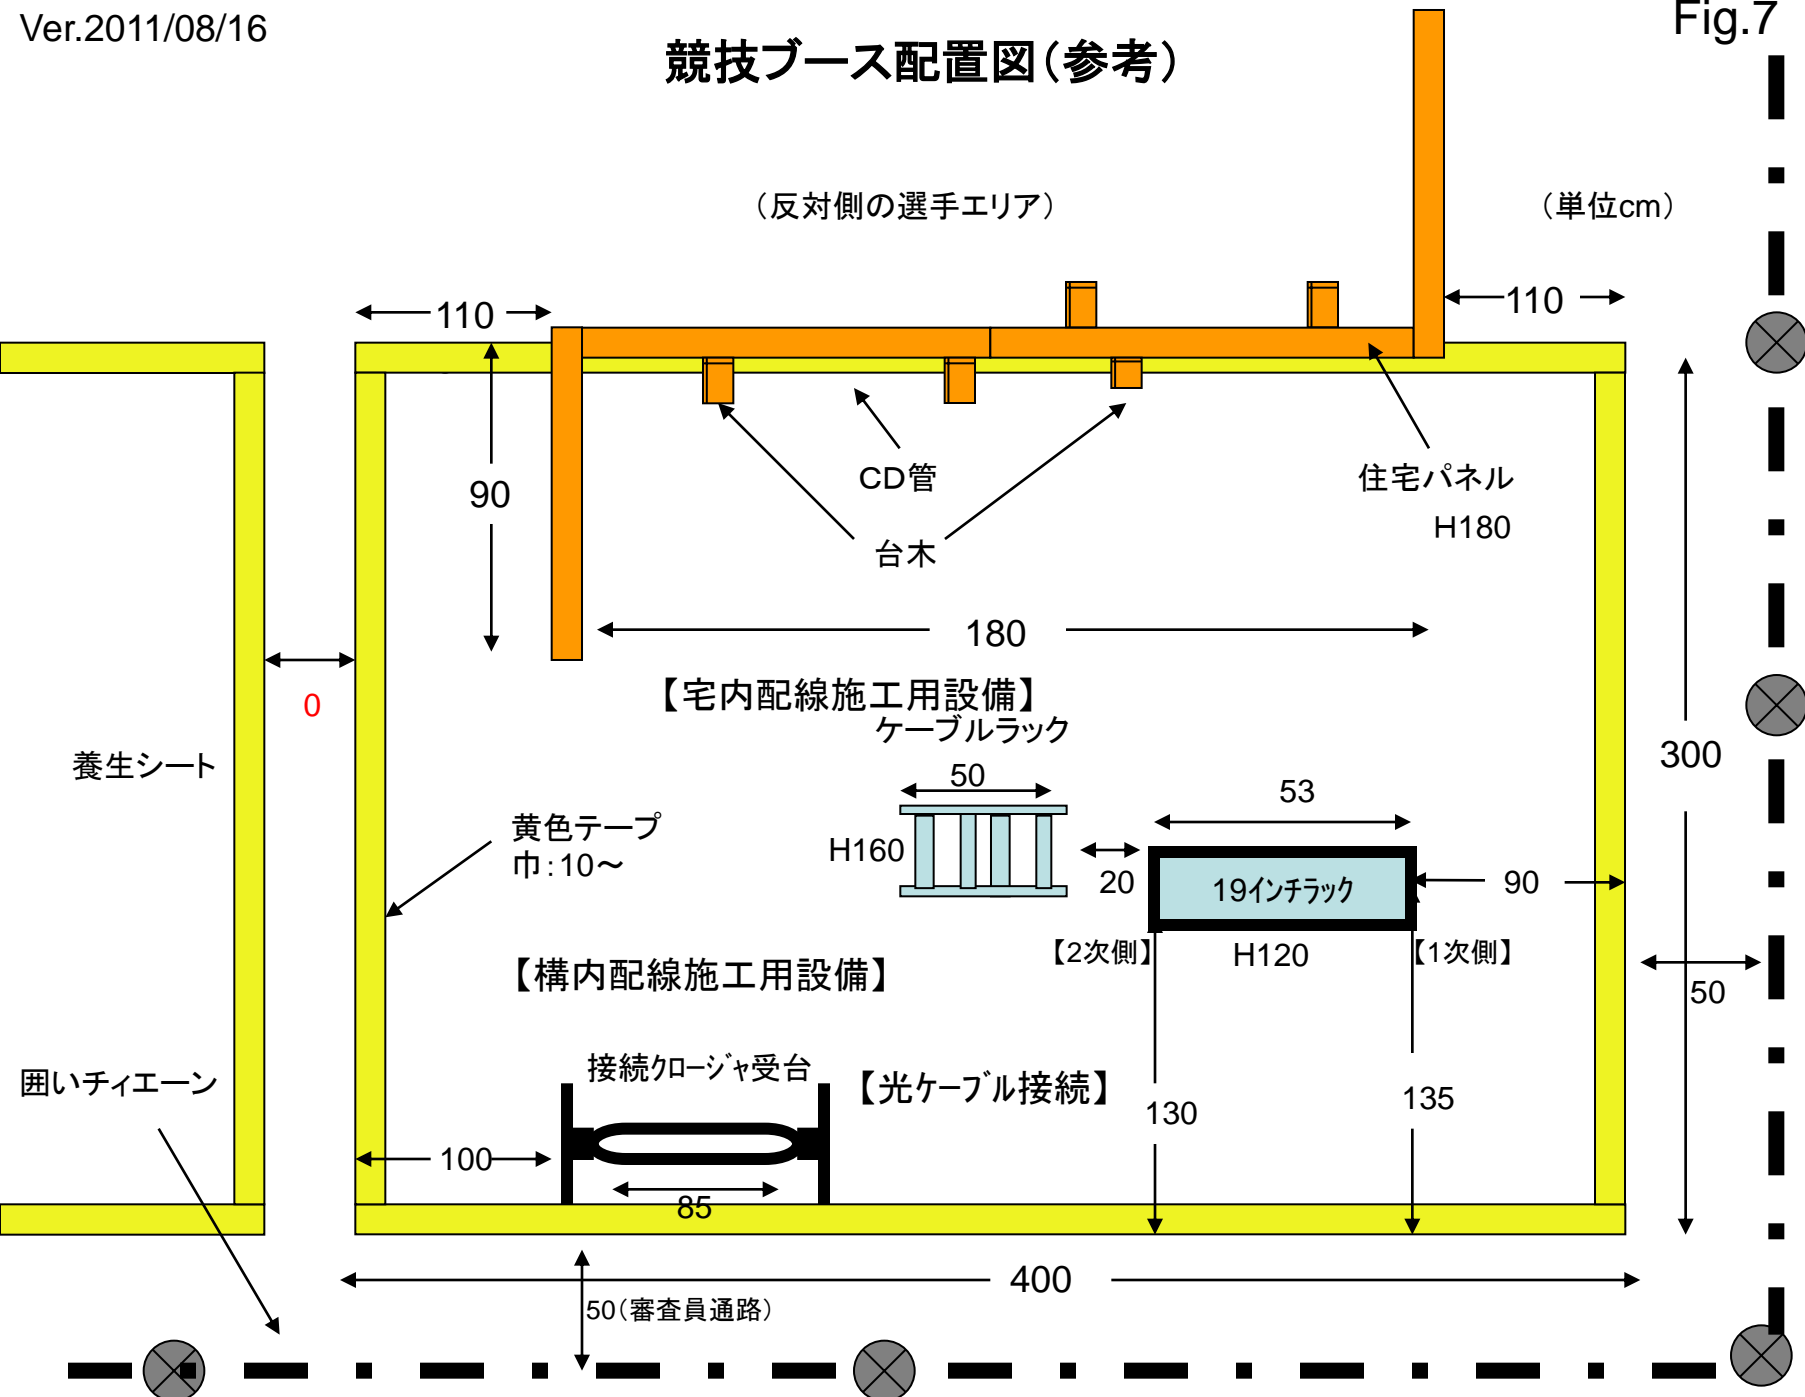 Ver.2011/08/16
Fig.7
競技ブース配置図(参考)
(反対側の選手エリア)
(単位cm)
110
110
90
CD管
台木
住宅パネル
H180
180
0
【宅内配線施工用設備】
ケーブルラック
養生シート
50
53
300
黄色テープ
巾:10~
H160
20
19インチラック
90
【2次側】
H120
【1次側】
【構内配線施工用設備】
50
囲いチィエーン
接続クロージャ受台
【光ケーブル接続】
130
135
100
85
400
50(審査員通路)